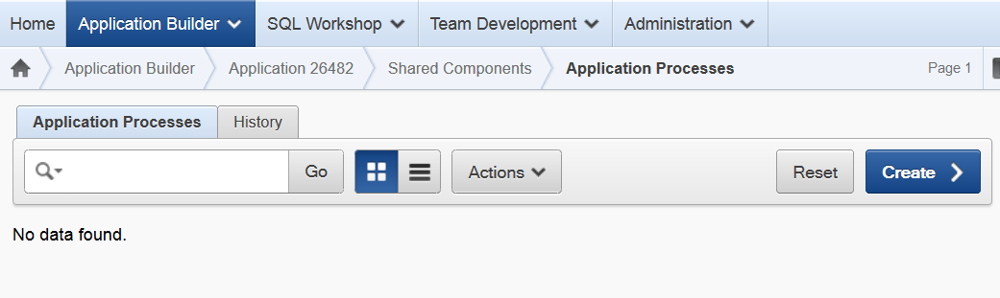 Home Application Builder SQL Workshop Team Development Administration
Application Builder Application 26482 Shared Components Application Processes Page 1
Application Processes History
Go Actions Reset Create
No data found.